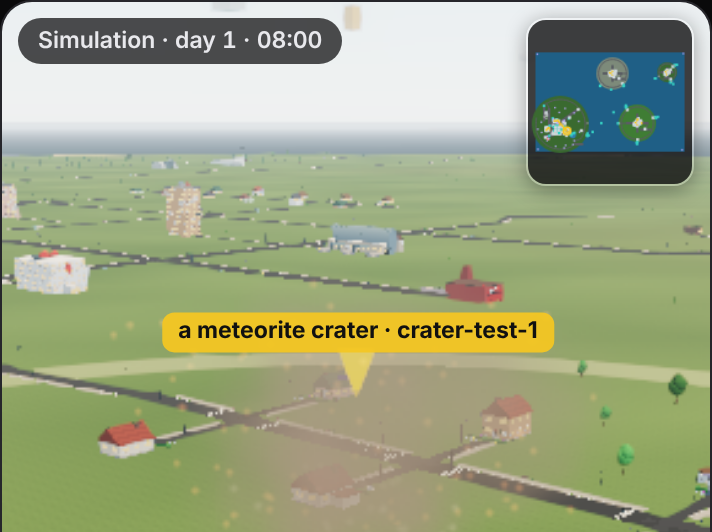 Simulation · day 1 · 08:00
a meteorite crater · crater-test-1